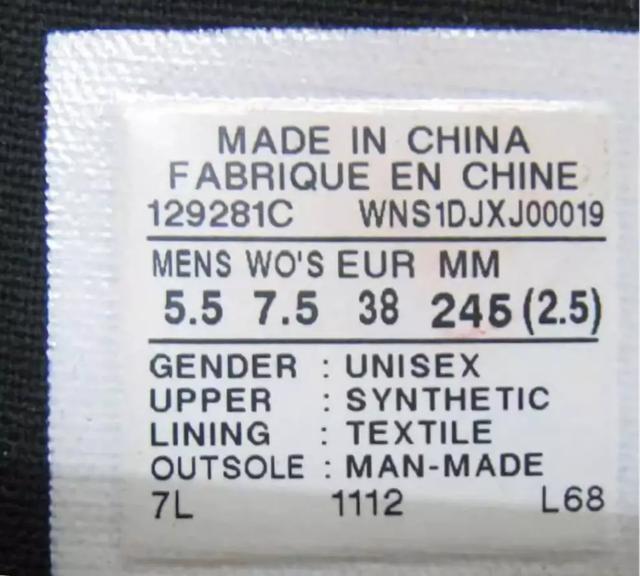 MADE IN CHINA
FABRIQUE EN CHINE
129281C WNS1DJXJ00019
MENS WO'S EUR MM
5.5 7.5 38 245 (2.5)
GENDER : UNISEX
UPPER : SYNTHETIC
LINING : TEXTILE
OUTSOLE : MAN-MADE
7L 1112 L68